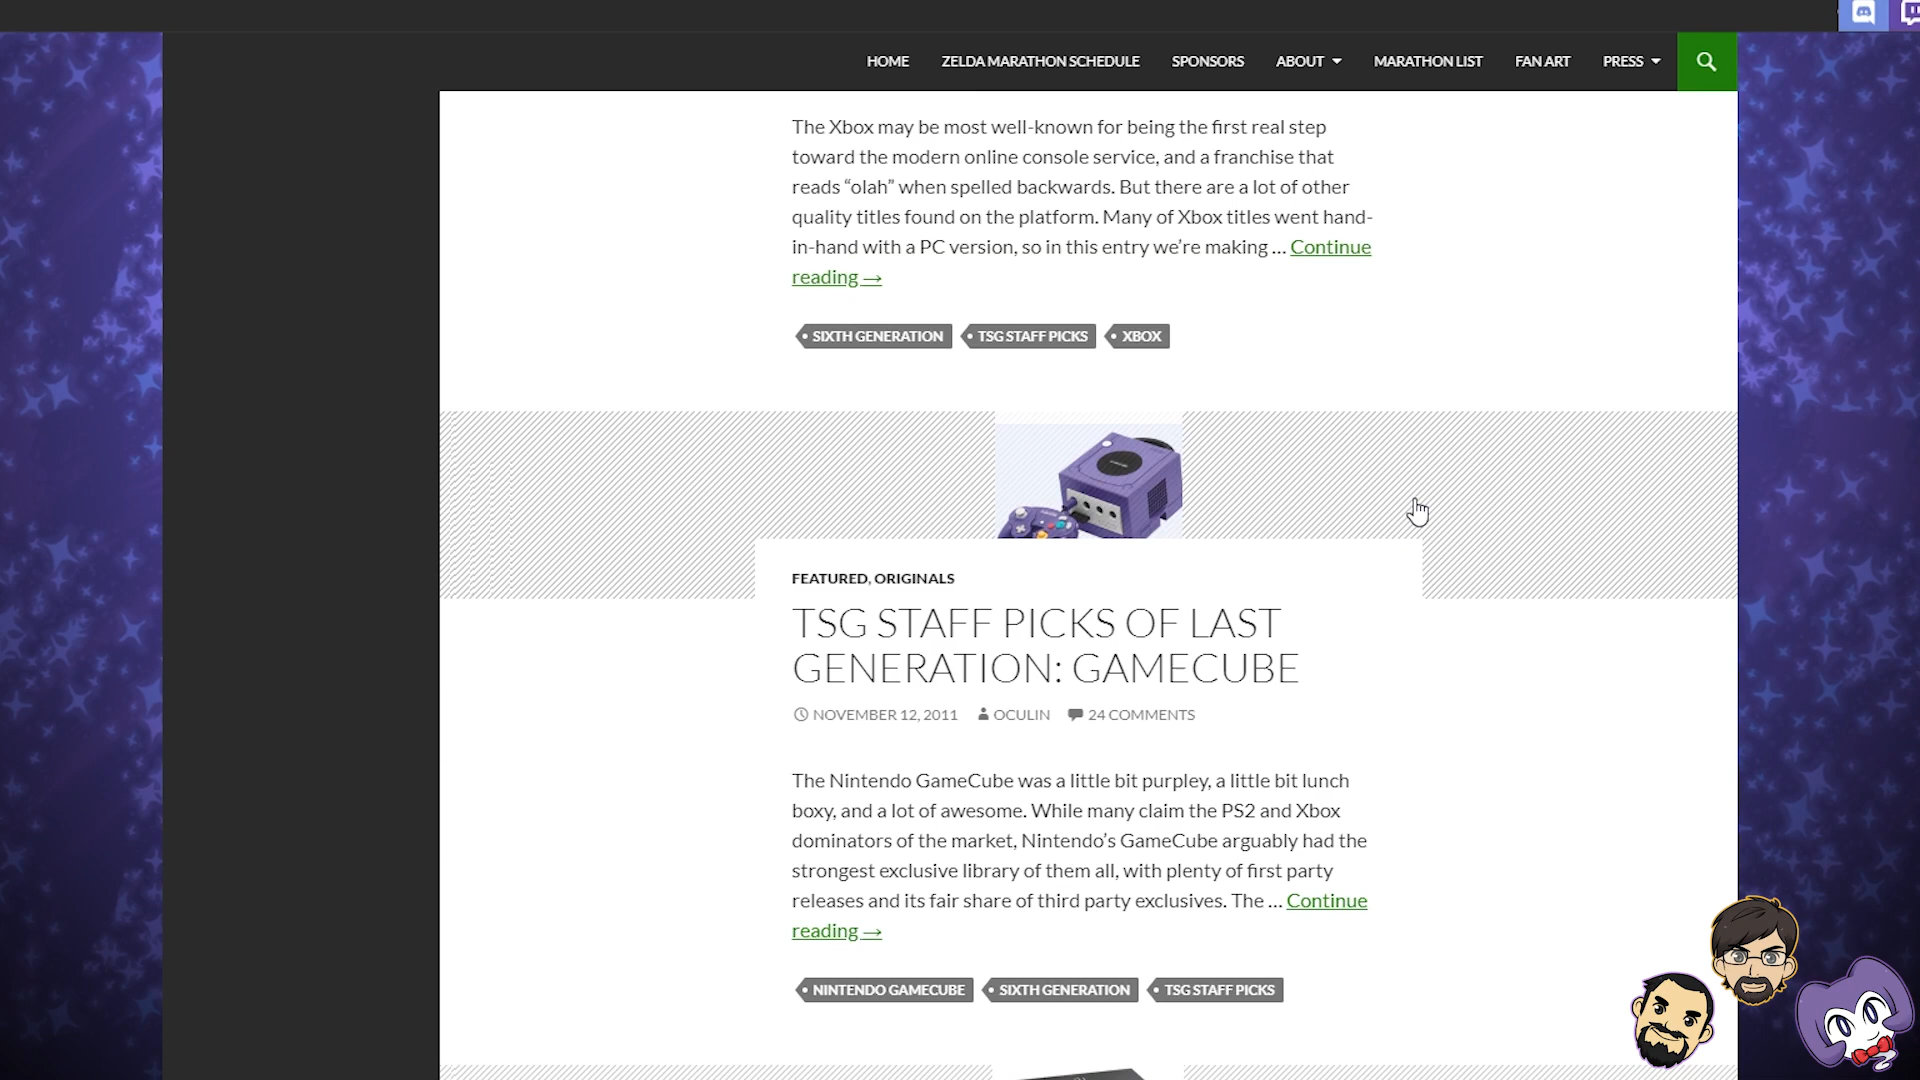 HOME ZELDA MARATHON SCHEDULE SPONSORS ABOUT MARATHON LIST FAN ART PRESS
The Xbox may be most well-known for being the first real step
toward the modern online console service, and a franchise that
reads “olah” when spelled backwards. But there are a lot of other
quality titles found on the platform. Many of Xbox titles went hand-
in-hand with a PC version, so in this entry we’re making … Continue
reading →
SIXTH GENERATION TSG STAFF PICKS XBOX
FEATURED, ORIGINALS
TSG STAFF PICKS OF LAST
GENERATION: GAMECUBE
NOVEMBER 12, 2011 OCULIN 24 COMMENTS
The Nintendo GameCube was a little bit purpley, a little bit lunch
boxy, and a lot of awesome. While many claim the PS2 and Xbox
dominators of the market, Nintendo’s GameCube arguably had the
strongest exclusive library of them all, with plenty of first party
releases and its fair share of third party exclusives. The … Continue
reading →
NINTENDO GAMECUBE SIXTH GENERATION TSG STAFF PICKS